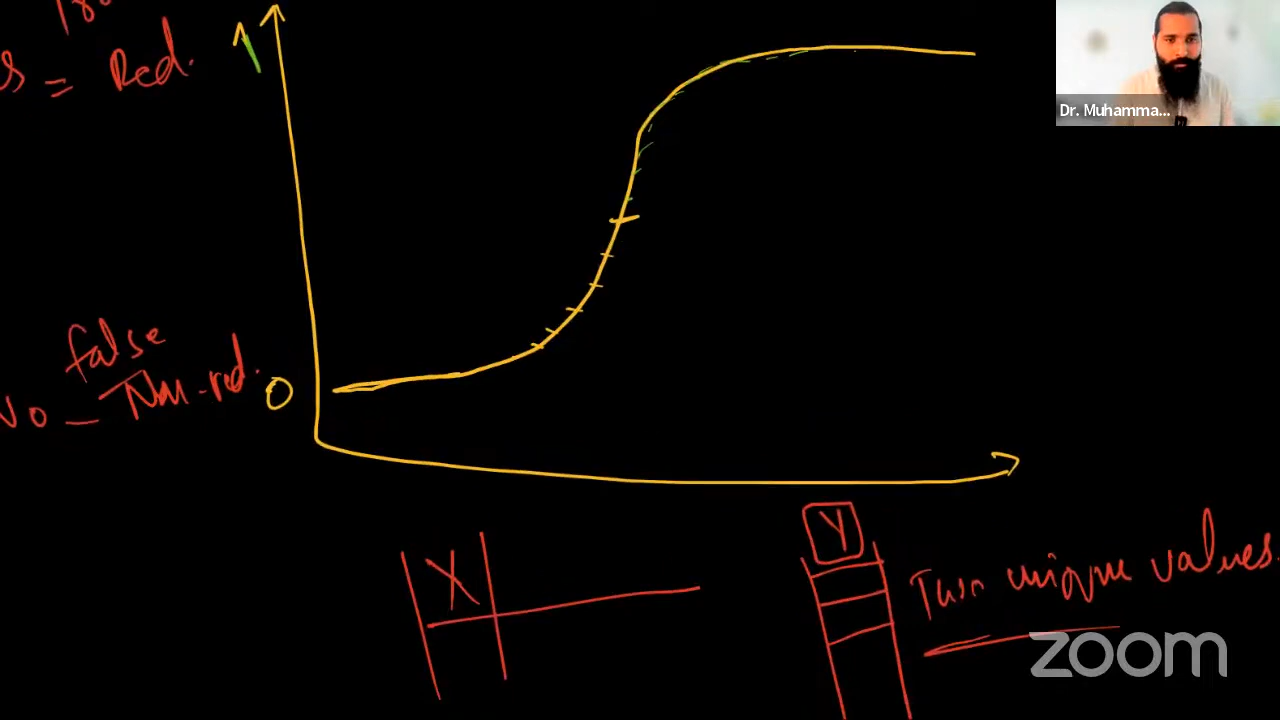 = Red.
1
Dr. Muhamma...
false
No - Non-red.
0
X
Y
Two unique values.
zoom